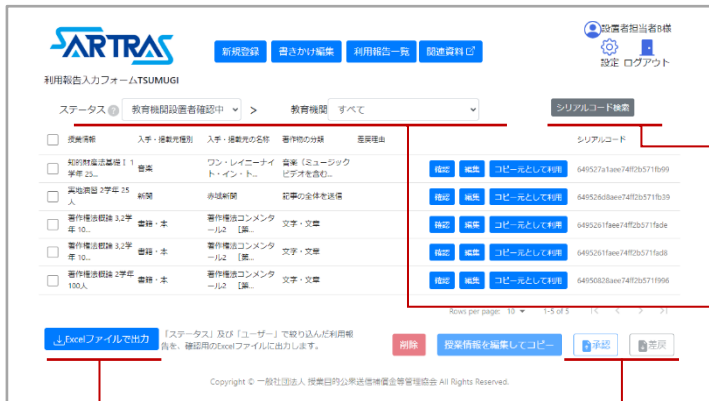 SARTRAS
新規登録 書きかけ編集 利用報告一覧 関連資料
設置者担当者B様
設定 ログアウト
利用報告入力フォームTSUMUGI
ステータス ? 教育機関設置者確認中 > 教育機関 すべて シリアルコード検索
授業情報 入手・掲載元種別 入手・掲載元の名称 著作物の分類 差戻理由 シリアルコード
知的財産法基礎 [ 1
学年 25... 音楽 ワン・レイニーナイ
ト・イン・ト... 音楽（ミュージック
ビデオを含む... 確認 編集 コピー元として利用 649527a1aee74ff2b571fb99
実地演習 2学年 25
人 新聞 赤坂新聞 記事の全体を送信 確認 編集 コピー元として利用 649526d8aee74ff2b571fb39
著作権法概論 3,2学
年 10... 書籍・本 著作権法コンメンタ
ール2 [第... 文字・文章 確認 編集 コピー元として利用 6495261faee74ff2b571fade
著作権法概論 3,2学
年 10... 書籍・本 著作権法コンメンタ
ール2 [第... 文字・文章 確認 編集 コピー元として利用 6495261faee74ff2b571fad8
著作権法概論 2学年
100人 書籍・本 著作権法コンメンタ
ール2 [第... 文字・文章 確認 編集 コピー元として利用 64950828aee74ff2b571f996
Rows per page: 10 1-5 of 5 |< < > >|
Excelファイルで出力
「ステータス」及び「ユーザー」で絞り込んだ利用報
告を、確認用のExcelファイルに出力します。
削除 授業情報を編集してコピー 承認 差戻
Copyright © 一般社団法人 授業目的公衆送信補償金等管理協会 All Rights Reserved.